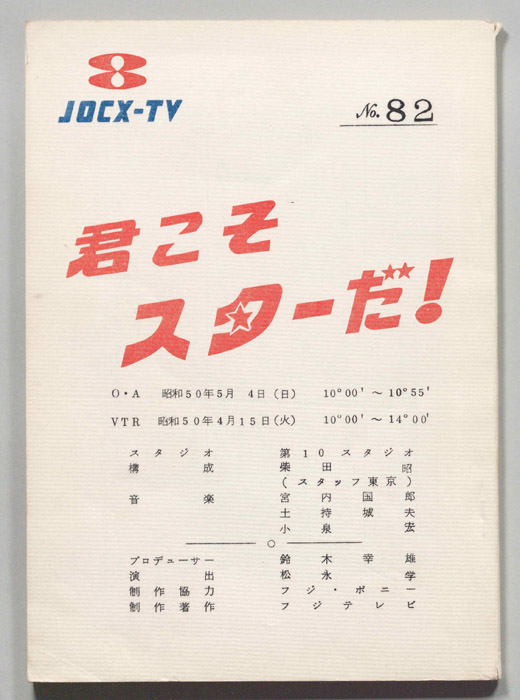 JOCX-TV
No. 82
君こそ
スターだ!
O・A 昭和50年5月 4日(日) 10°00' ~ 10°55'
VTR 昭和50年4月15日(火) 10°00' ~ 14°00'
スタジオ 第10スタジオ
構成 柴田昭
(スタッフ東京)
音楽 宮内国郎
土持城夫
小泉宏
プロデューサー 鈴木幸雄
演出 松永学
制作協力 フジ・ポニー
制作著作 フジテレビ